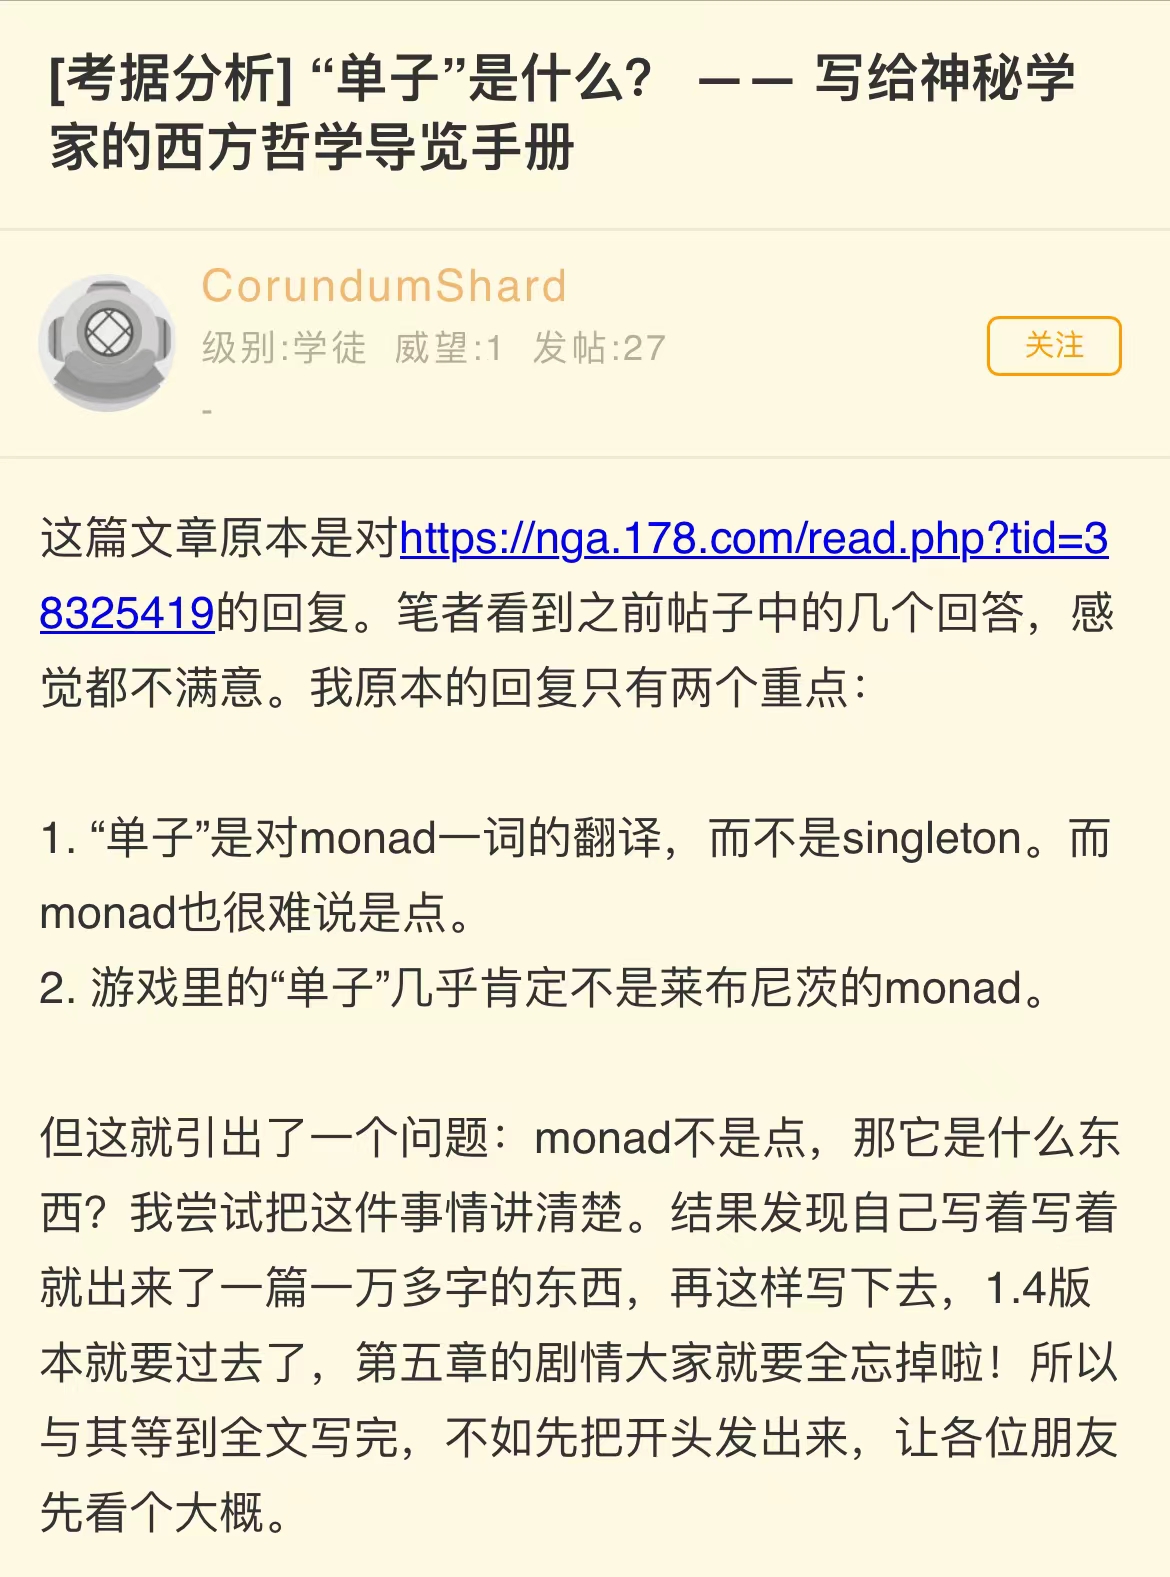 [考据分析] “单子”是什么？ —— 写给神秘学
家的西方哲学导览手册
CorundumShard
级别:学徒 威望:1 发帖:27
-
关注
这篇文章原本是对https://nga.178.com/read.php?tid=3
8325419的回复。笔者看到之前帖子中的几个回答，感
觉都不满意。我原本的回复只有两个重点：
1. “单子”是对monad一词的翻译，而不是singleton。而
monad也很难说是点。
2. 游戏里的“单子”几乎肯定不是莱布尼茨的monad。
但这就引出了一个问题：monad不是点，那它是什么东
西？我尝试把这件事情讲清楚。结果发现自己写着写着
就出来了一篇一万多字的东西，再这样写下去，1.4版
本就要过去了，第五章的剧情大家就要全忘掉啦！所以
与其等到全文写完，不如先把开头发出来，让各位朋友
先看个大概。